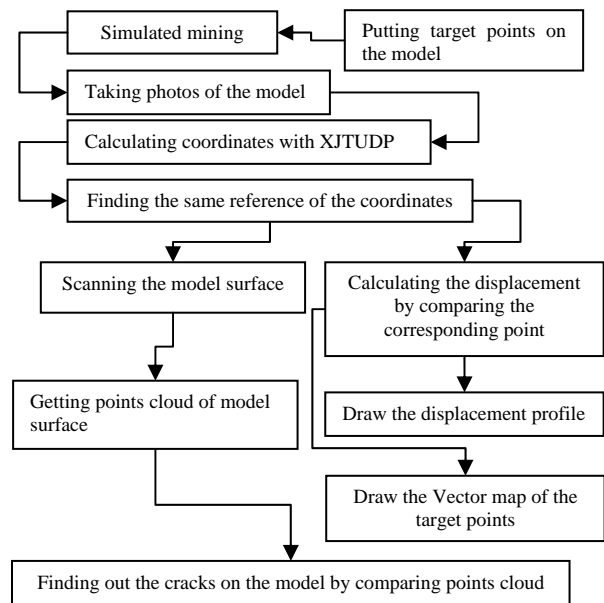 Simulated mining
Putting target points on
the model
Taking photos of the model
Calculating coordinates with XJTUDP
Finding the same reference of the coordinates
Scanning the model surface
Calculating the displacement
by comparing the
corresponding point
Getting points cloud of model
surface
Draw the displacement profile
Draw the Vector map of the
target points
Finding out the cracks on the model by comparing points cloud